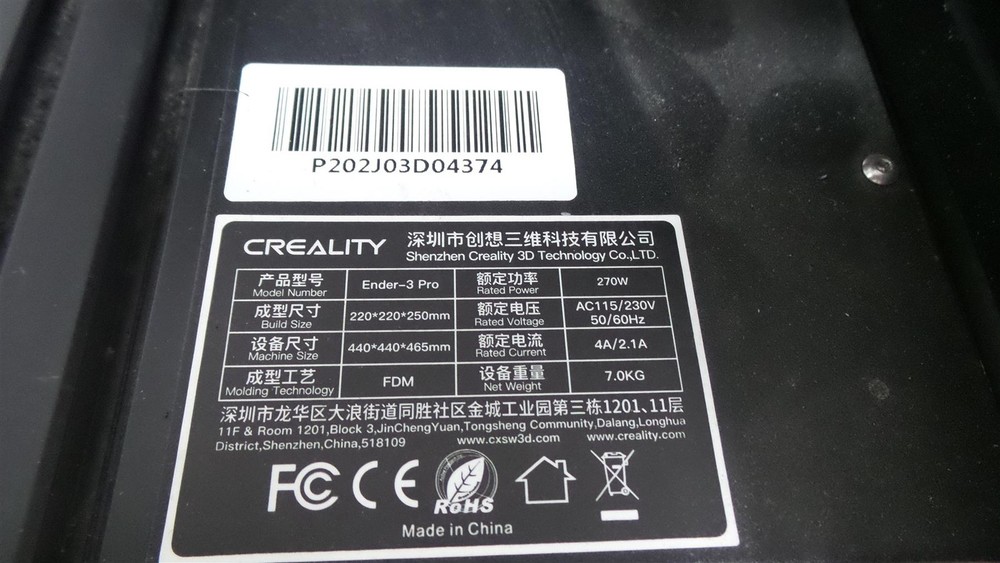 P202J03D04374
CREALITY 深圳市创想三维科技有限公司
Shenzhen Creality 3D Technology Co.,LTD.
产品型号 Ender-3 Pro 额定功率 270W
Model Number Rated Power
成型尺寸 220*220*250mm 额定电压 AC115/230V
Build Size Rated Voltage 50/60Hz
设备尺寸 440*440*465mm 额定电流 4A/2.1A
Machine Size Rated Current
成型工艺 FDM 设备重量 7.0KG
Molding Technology Net Weight
深圳市龙华区大浪街道同胜社区金城工业园第三栋1201、11层
11F & Room 1201,Block 3,JinChengYuan,Tongsheng Community,Dalang,Longhua
District,Shenzhen,China,518109 www.cxsw3d.com www.creality.com
FC CE RoHS
Made in China